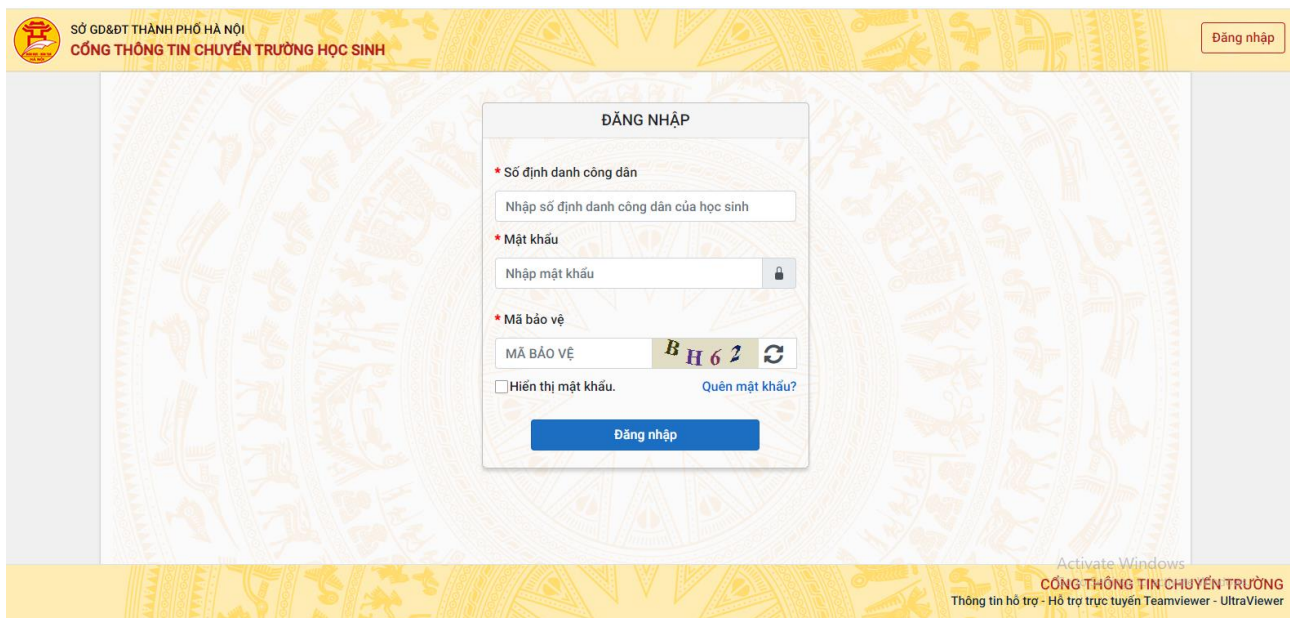 SỞ GD&ĐT THÀNH PHỐ HÀ NỘI
CỔNG THÔNG TIN CHUYỂN TRƯỜNG HỌC SINH
Đăng nhập
ĐĂNG NHẬP
* Số định danh công dân
Nhập số định danh công dân của học sinh
* Mật khẩu
Nhập mật khẩu
* Mã bảo vệ
MÃ BẢO VỆ
BH62
Hiển thị mật khẩu.
Quên mật khẩu?
Đăng nhập
Activate Windows
CỔNG THÔNG TIN CHUYỂN TRƯỜNG
Thông tin hỗ trợ - Hỗ trợ trực tuyến Teamviewer - UltraViewer